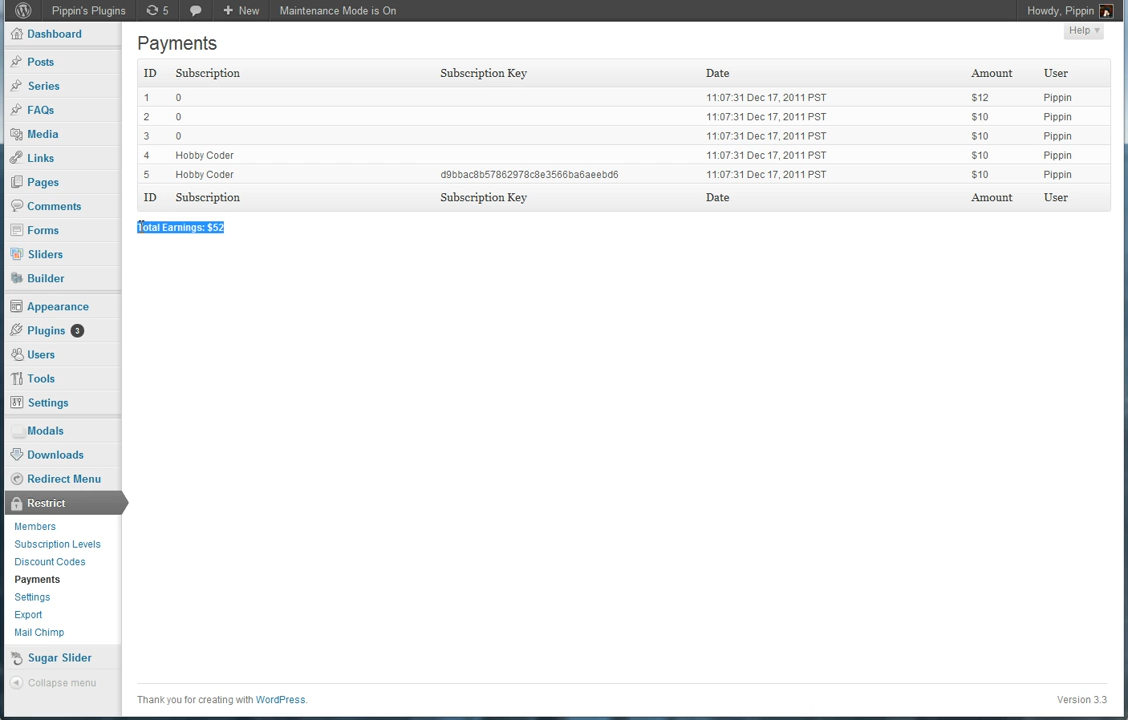 Pippin's Plugins 5 New Maintenance Mode is On Howdy, Pippin
Help
Dashboard
Posts
Series
FAQs
Media
Links
Pages
Comments
Forms
Sliders
Builder
Appearance
Plugins 3
Users
Tools
Settings
Modals
Downloads
Redirect Menu
Restrict
Members
Subscription Levels
Discount Codes
Payments
Settings
Export
Mail Chimp
Sugar Slider
Collapse menu
Payments
ID Subscription Subscription Key Date Amount User
1 0 11:07:31 Dec 17, 2011 PST $12 Pippin
2 0 11:07:31 Dec 17, 2011 PST $10 Pippin
3 0 11:07:31 Dec 17, 2011 PST $10 Pippin
4 Hobby Coder 11:07:31 Dec 17, 2011 PST $10 Pippin
5 Hobby Coder d9bbac8b57862978c8e3566ba6aeebd6 11:07:31 Dec 17, 2011 PST $10 Pippin
ID Subscription Subscription Key Date Amount User
Total Earnings: $52
Thank you for creating with WordPress. Version 3.3